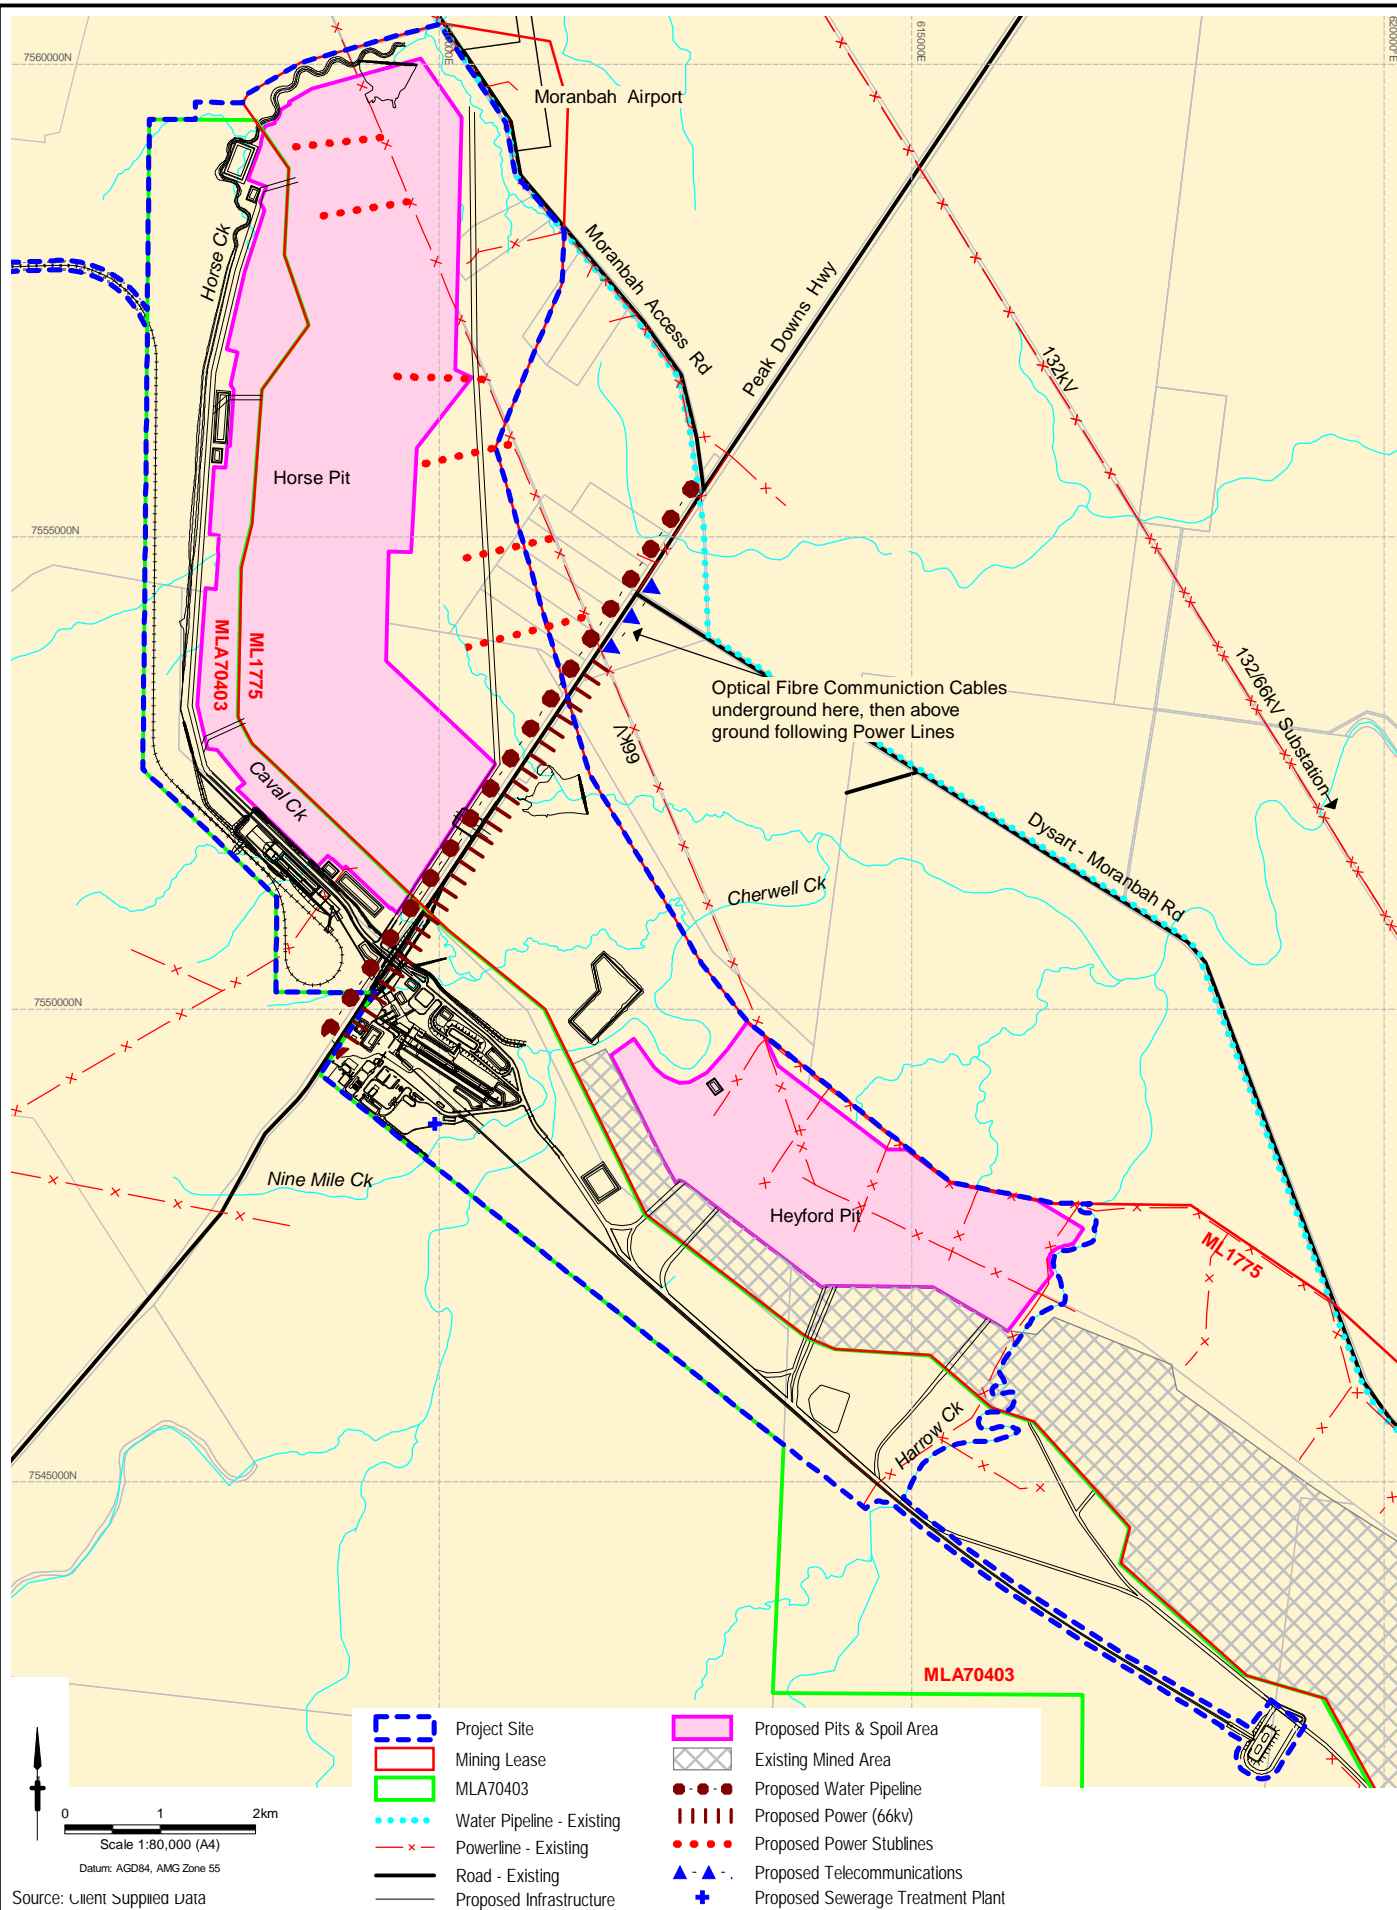 7560000N
615000E
Moranbah Airport
Horse Ck
Moranbah Access Rd
Peak Downs Hwy
132kV
Horse Pit
7555000N
MLA70403
ML1775
132/66kV Substation
Optical Fibre Communiction Cables
underground here, then above
ground following Power Lines
66kV
Caval Ck
Dysart - Moranbah Rd
Cherwell Ck
7550000N
Nine Mile Ck
Heyford Pit
ML1775
Harrow Ck
7545000N
MLA70403
Project Site
Mining Lease
MLA70403
Water Pipeline - Existing
Powerline - Existing
Road - Existing
Proposed Infrastructure
Proposed Pits & Spoil Area
Existing Mined Area
Proposed Water Pipeline
Proposed Power (66kv)
Proposed Power Stublines
Proposed Telecommunications
Proposed Sewerage Treatment Plant
0 1 2km
Scale 1:80,000 (A4)
Datum: AGD84, AMG Zone 55
Source: Client Supplied Data